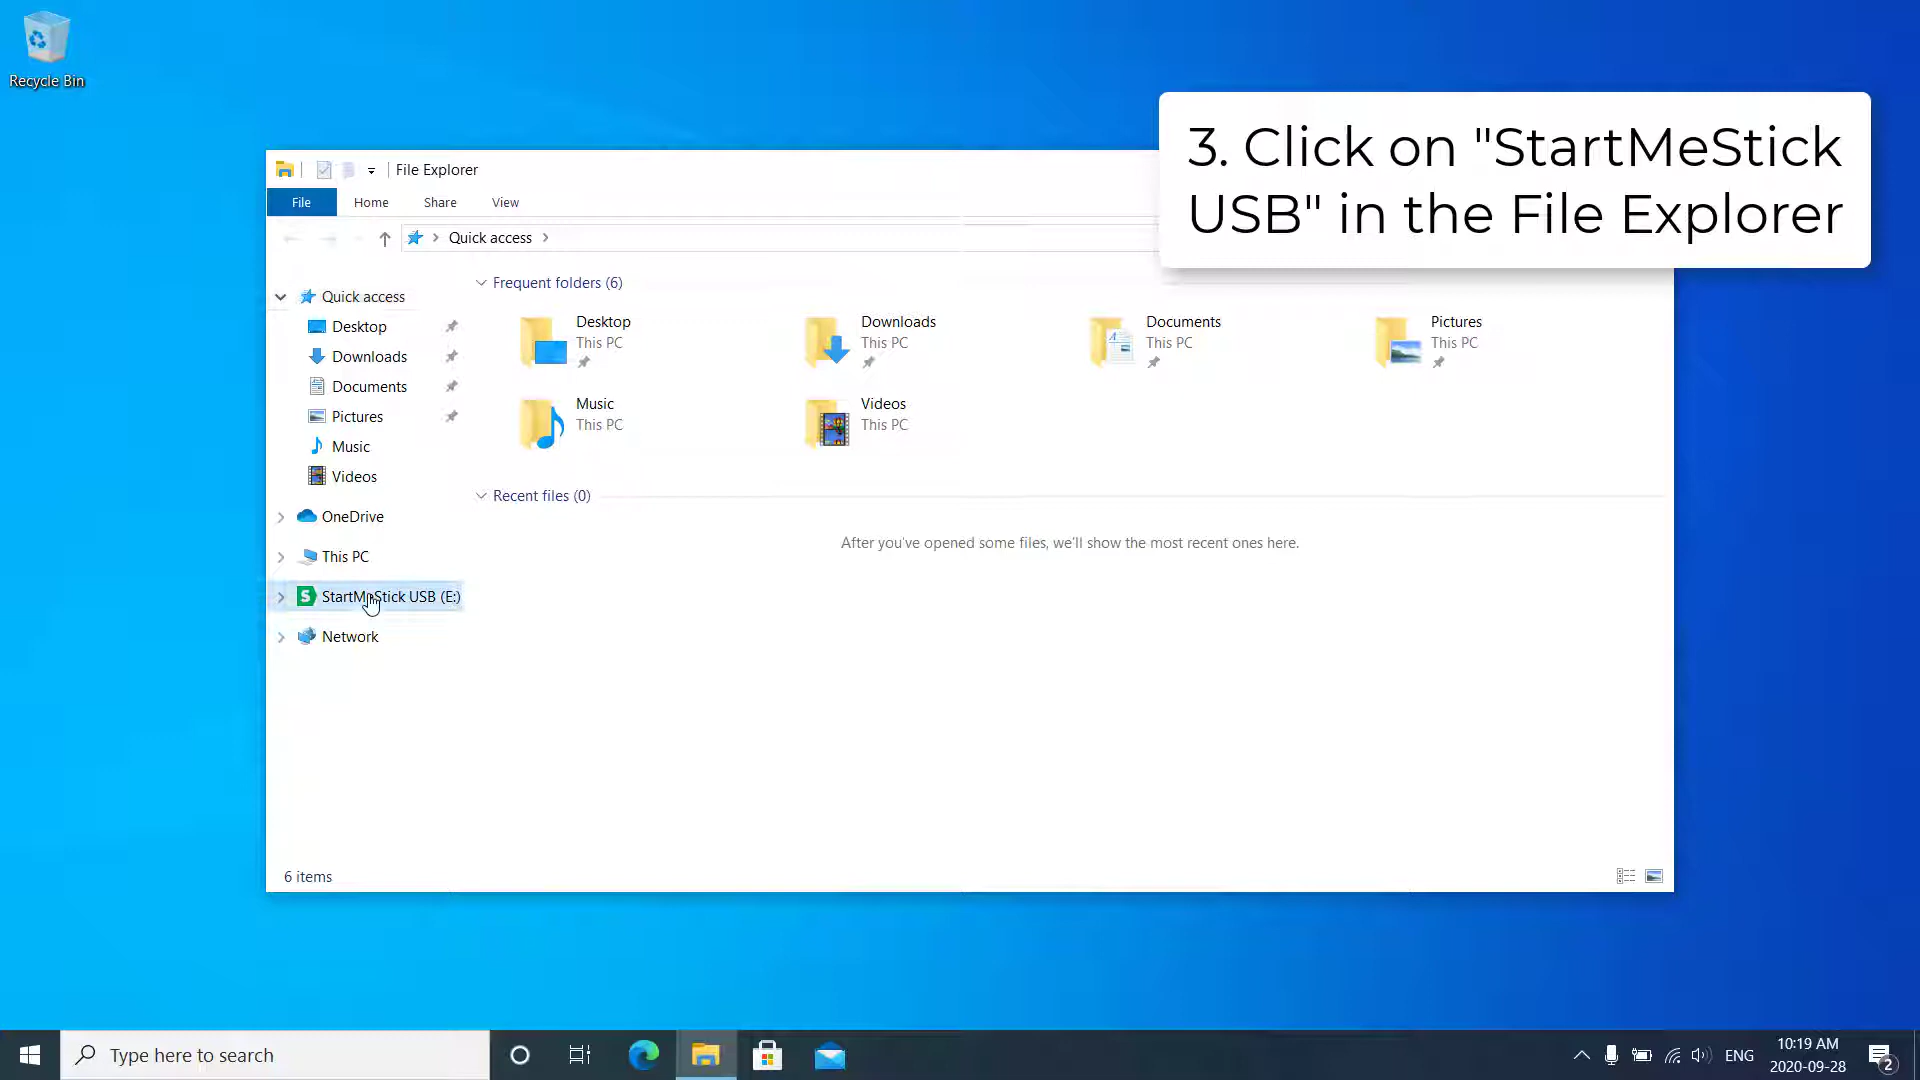 Recycle Bin
3. Click on "StartMeStick
USB" in the File Explorer
File Explorer
File Home Share View
Quick access
Quick access
Desktop
Downloads
Documents
Pictures
Music
Videos
OneDrive
This PC
StartMeStick USB (E:)
Network
Frequent folders (6)
Desktop
This PC
Downloads
This PC
Documents
This PC
Pictures
This PC
Music
This PC
Videos
This PC
Recent files (0)
After you've opened some files, we'll show the most recent ones here.
6 items
Type here to search
ENG
10:19 AM
2020-09-28
2